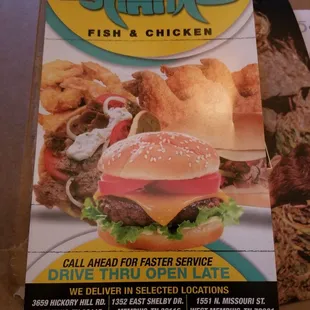 FISH & CHICKEN
CALL AHEAD FOR FASTER SERVICE
DRIVE THRU OPEN LATE
WE DELIVER IN SELECTED LOCATIONS
3659 HICKORY HILL RD. 1352 EAST SHELBY DR. 1551 N. MISSOURI ST.